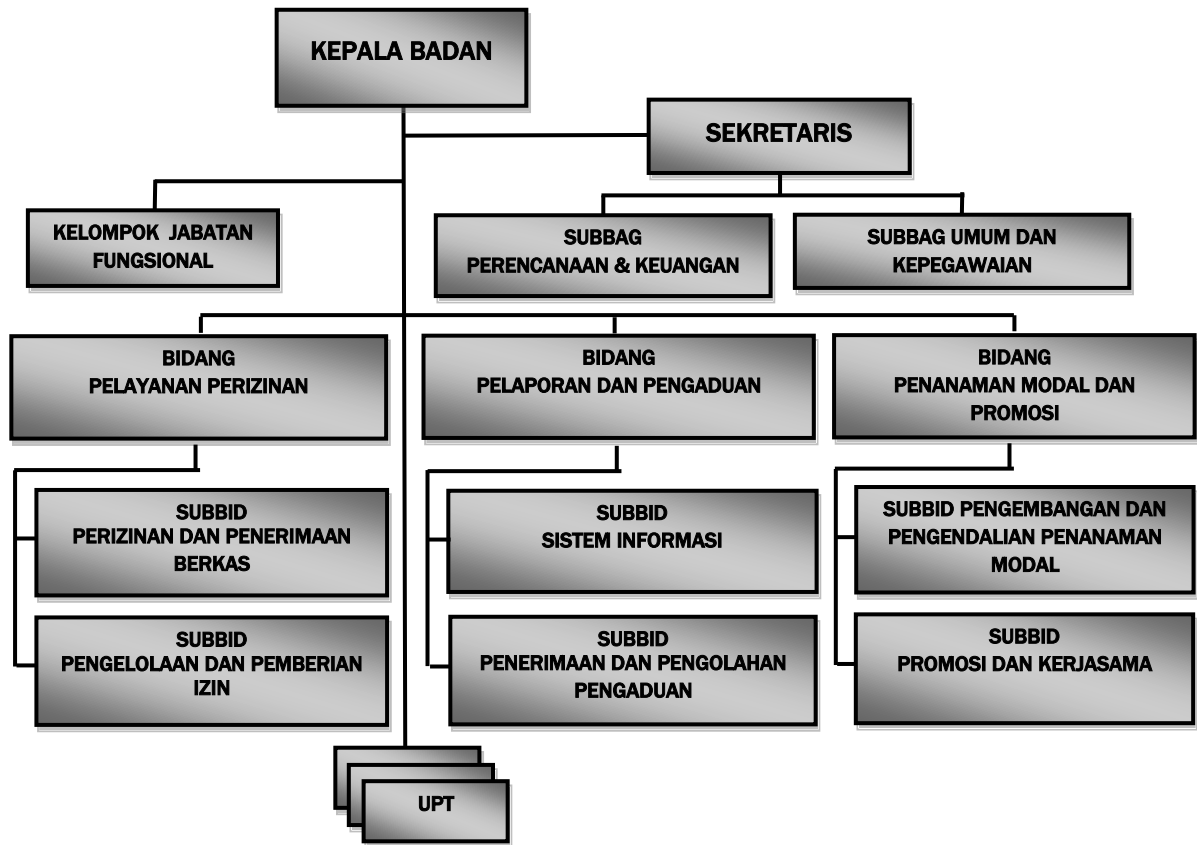 KEPALA BADAN
SEKRETARIS
KELOMPOK JABATAN
FUNGSIONAL
SUBBAG
PERENCANAAN & KEUANGAN
SUBBAG UMUM DAN
KEPEGAWAIAN
BIDANG
PELAYANAN PERIZINAN
BIDANG
PELAPORAN DAN PENGADUAN
BIDANG
PENANAMAN MODAL DAN
PROMOSI
SUBBID
PERIZINAN DAN PENERIMAAN
BERKAS
SUBBID
SISTEM INFORMASI
SUBBID PENGEMBANGAN DAN
PENGENDALIAN PENANAMAN
MODAL
SUBBID
PENGELOLAAN DAN PEMBERIAN
IZIN
SUBBID
PENERIMAAN DAN PENGOLAHAN
PENGADUAN
SUBBID
PROMOSI DAN KERJASAMA
UPT